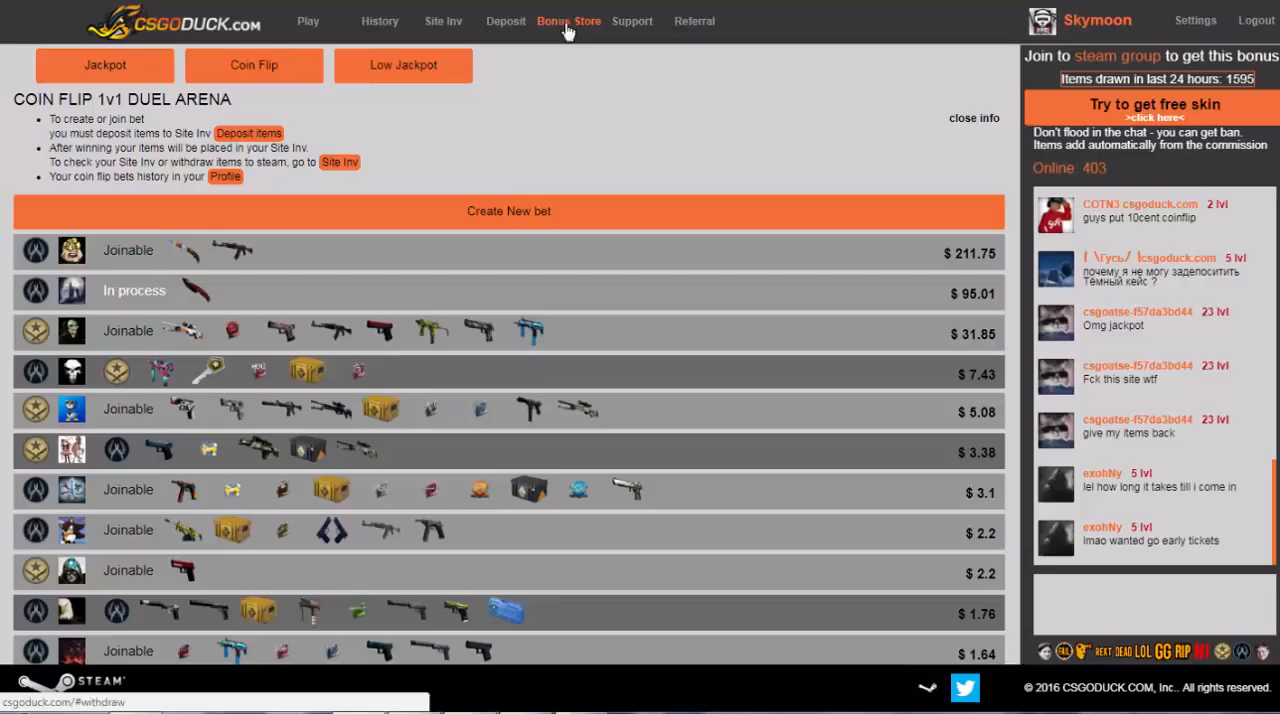 CSGODUCK.COM
Play History Site Inv Deposit Bonus Store Support Referral
Skymoon Settings Logout
Jackpot Coin Flip Low Jackpot
COIN FLIP 1v1 DUEL ARENA
To create or join bet
you must deposit items to Site Inv Deposit items
After winning your items will be placed in your Site Inv.
To check your Site Inv or withdraw items to steam, go to Site Inv
Your coin flip bets history in your Profile
close info
Create New bet
Joinable $ 211.75
In process $ 95.01
Joinable $ 31.85
$ 7.43
Joinable $ 5.08
$ 3.38
Joinable $ 3.1
Joinable $ 2.2
Joinable $ 2.2
$ 1.76
Joinable $ 1.64
Join to steam group to get this bonus
Items drawn in last 24 hours: 1595
Try to get free skin
>click here<
Don't flood in the chat - you can get ban.
Items add automatically from the commission
Online: 403
COTN3 csgoduck.com 2 lvl
guys put 10cent coinflip
csgoduck.com 5 lvl
почему я не могу задепоситить
Тёмный кейс ?
csgoatse-f57da3bd44 23 lvl
Omg jackpot
csgoatse-f57da3bd44 23 lvl
Fck this site wtf
csgoatse-f57da3bd44 23 lvl
give my items back
exohNy 5 lvl
lel how long it takes till i come in
exohNy 5 lvl
lmao wanted go early tickets
FAIL REKT DEAD LOL GG RIP H!
STEAM
csgoduck.com/#withdraw
© 2016 CSGODUCK.COM, Inc.. All rights reserved.